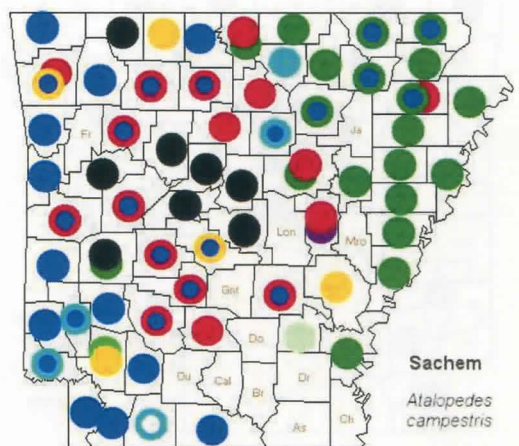 Fr
Ja
Lon
Mro
Grt
Do
Ou
Cal
Dr
Br
As
Ch
Sachem
Atalopedes
campestris